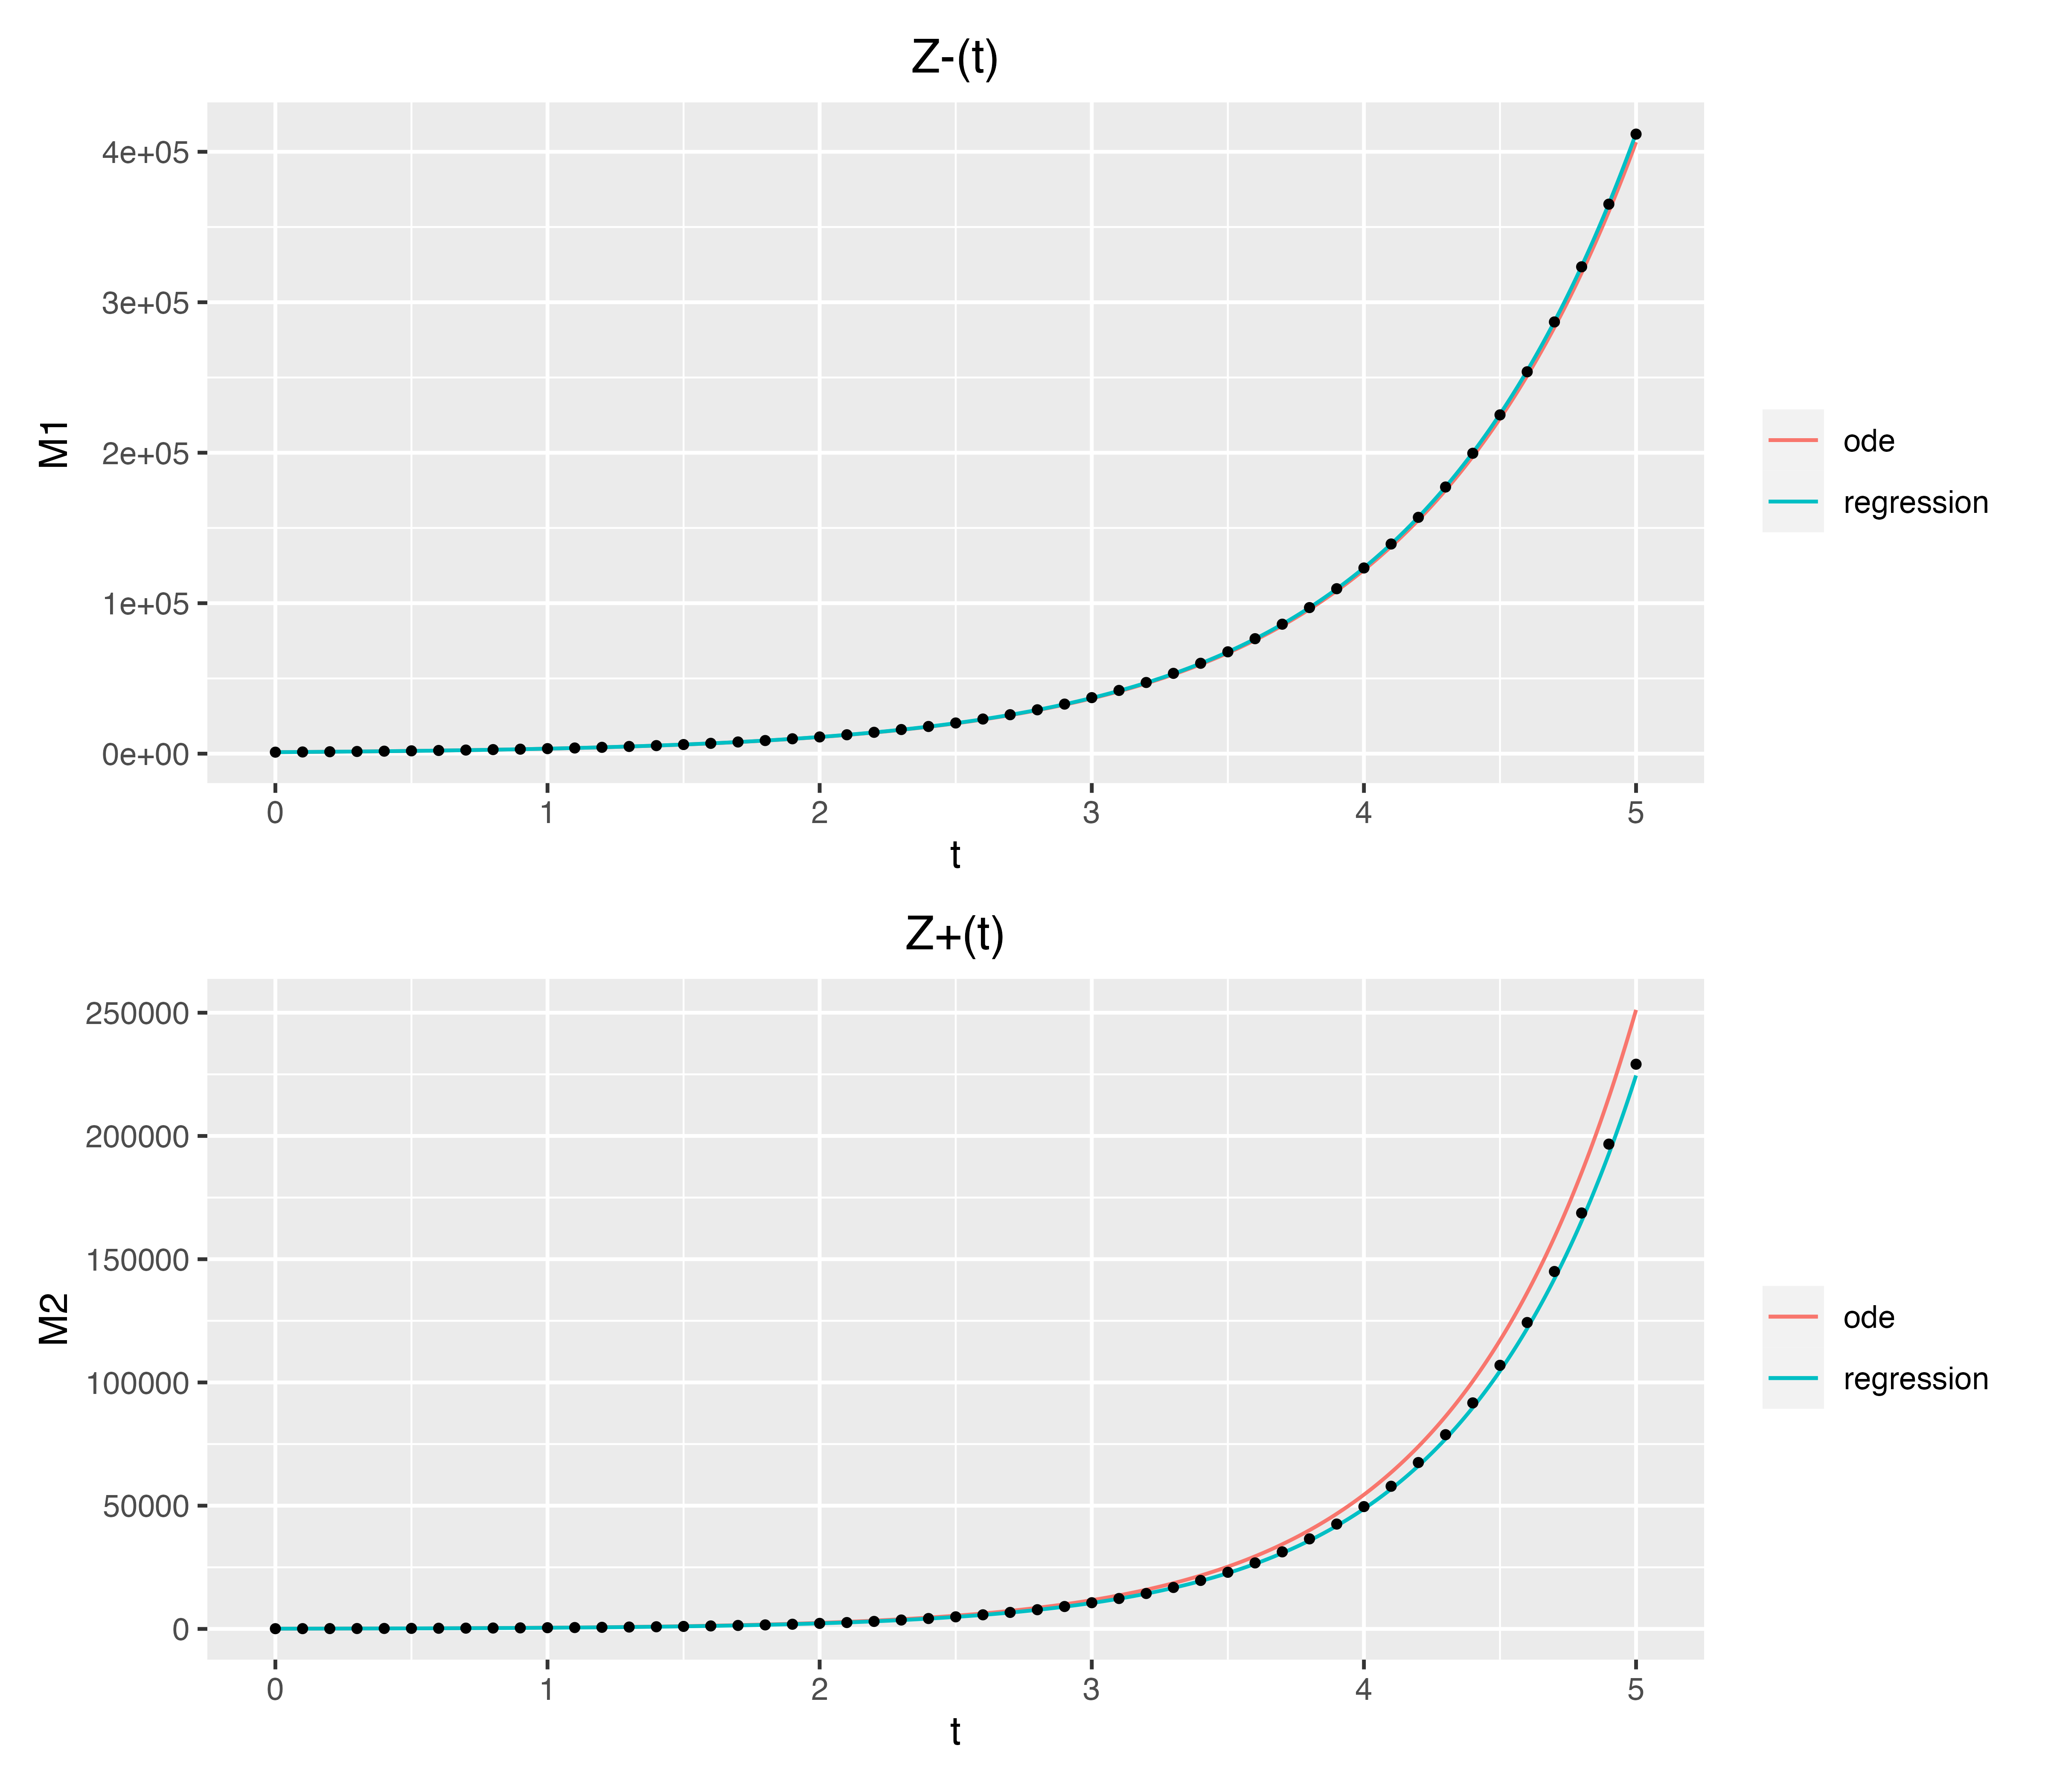 Z-(t)
M1
4e+05
3e+05
2e+05
1e+05
0e+00
0 1 2 3 4 5
t
ode
regression
Z+(t)
M2
250000
200000
150000
100000
50000
0
0 1 2 3 4 5
t
ode
regression